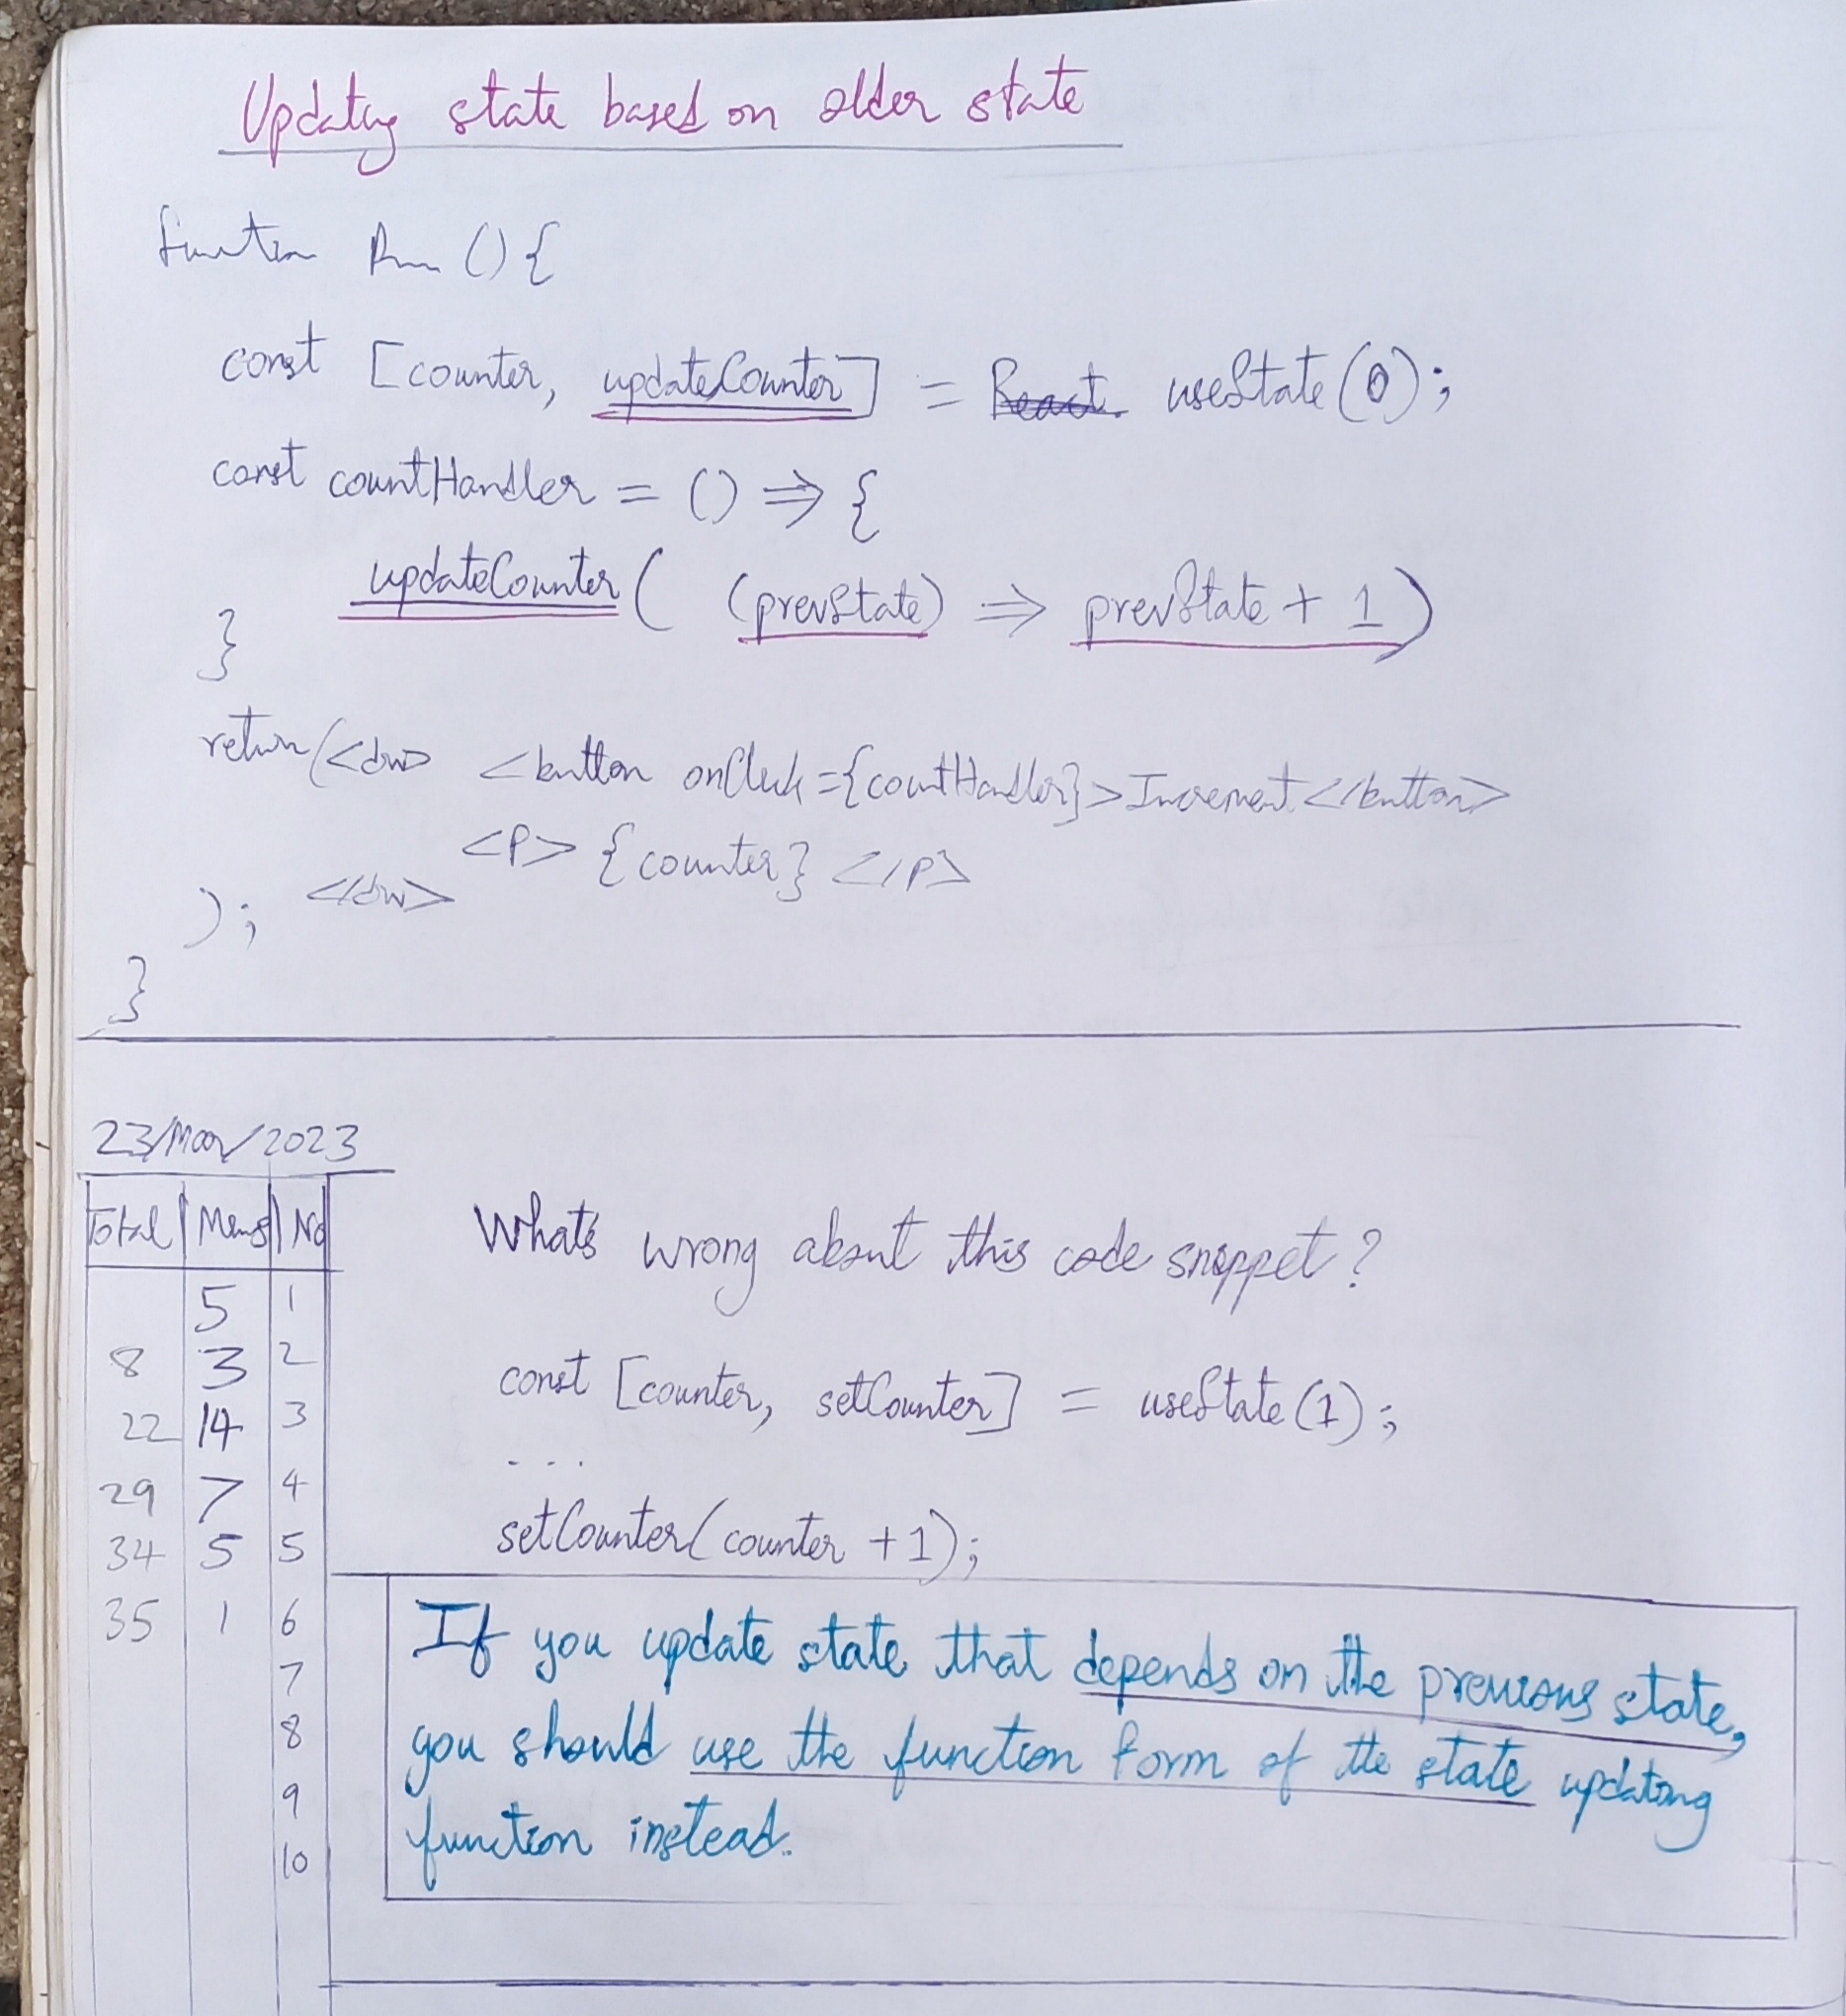 Updating state based on older state
function Run () {
const [counter, updateCounter] = React. useState(0);
const countHandler = () => {
updateCounter( (prevState) => prevState + 1)
}
return(<div> <button onClick={countHandler}>Increment</button>
<P> {counter} </P>
</div>
);
}
23/Mar/2023
Total No
5 1
8 3 2
22 14 3
29 7 4
34 5 5
35 1 6
7
8
9
10
What's wrong about this code snippet?
const [counter, setCounter] = useState(1);
...
setCounter(counter +1);
If you update state that depends on the previous state,
you should use the function form of the state updating
function instead.